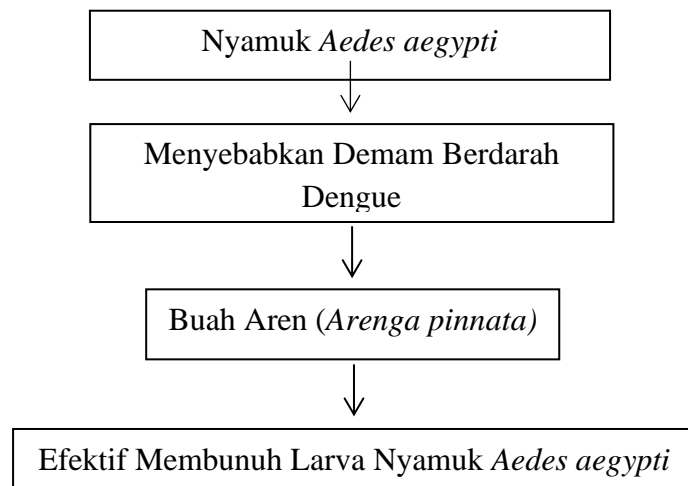 Nyamuk Aedes aegypti
Menyebabkan Demam Berdarah
Dengue
Buah Aren (Arenga pinnata)
Efektif Membunuh Larva Nyamuk Aedes aegypti